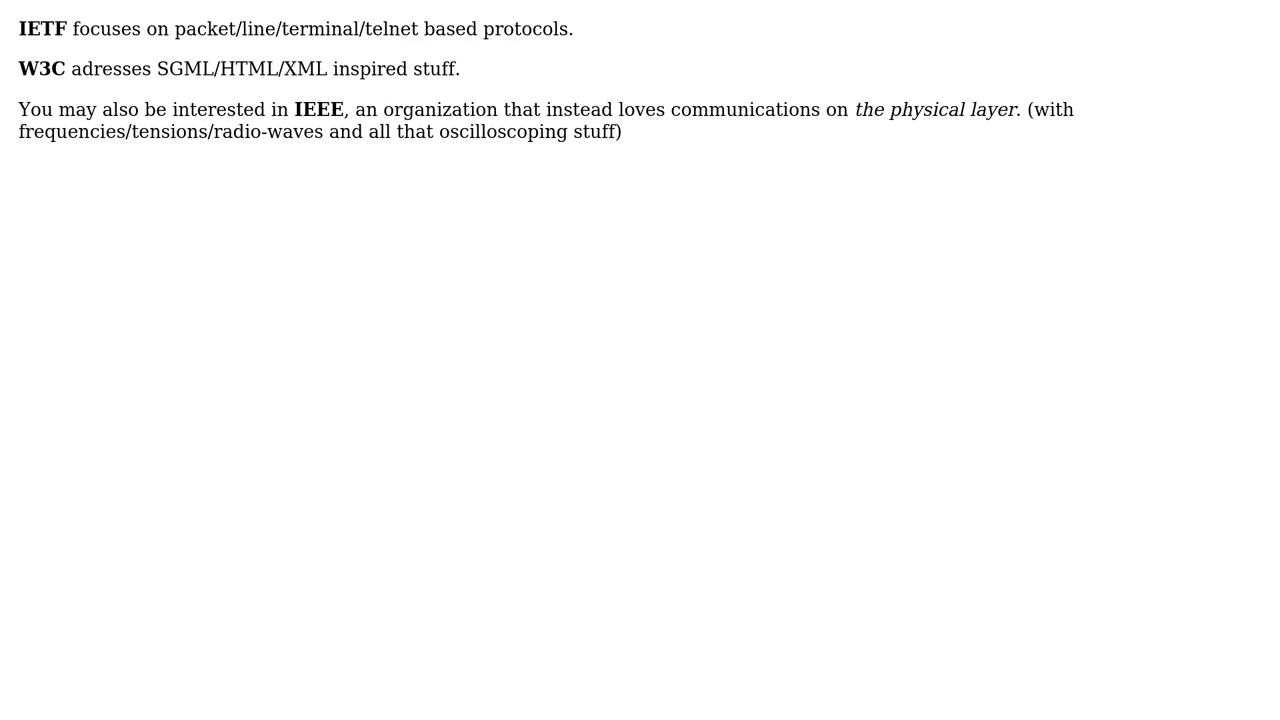 IETF focuses on packet/line/terminal/telnet based protocols.
W3C adresses SGML/HTML/XML inspired stuff.
You may also be interested in IEEE, an organization that instead loves communications on the physical layer. (with
frequencies/tensions/radio-waves and all that oscilloscoping stuff)